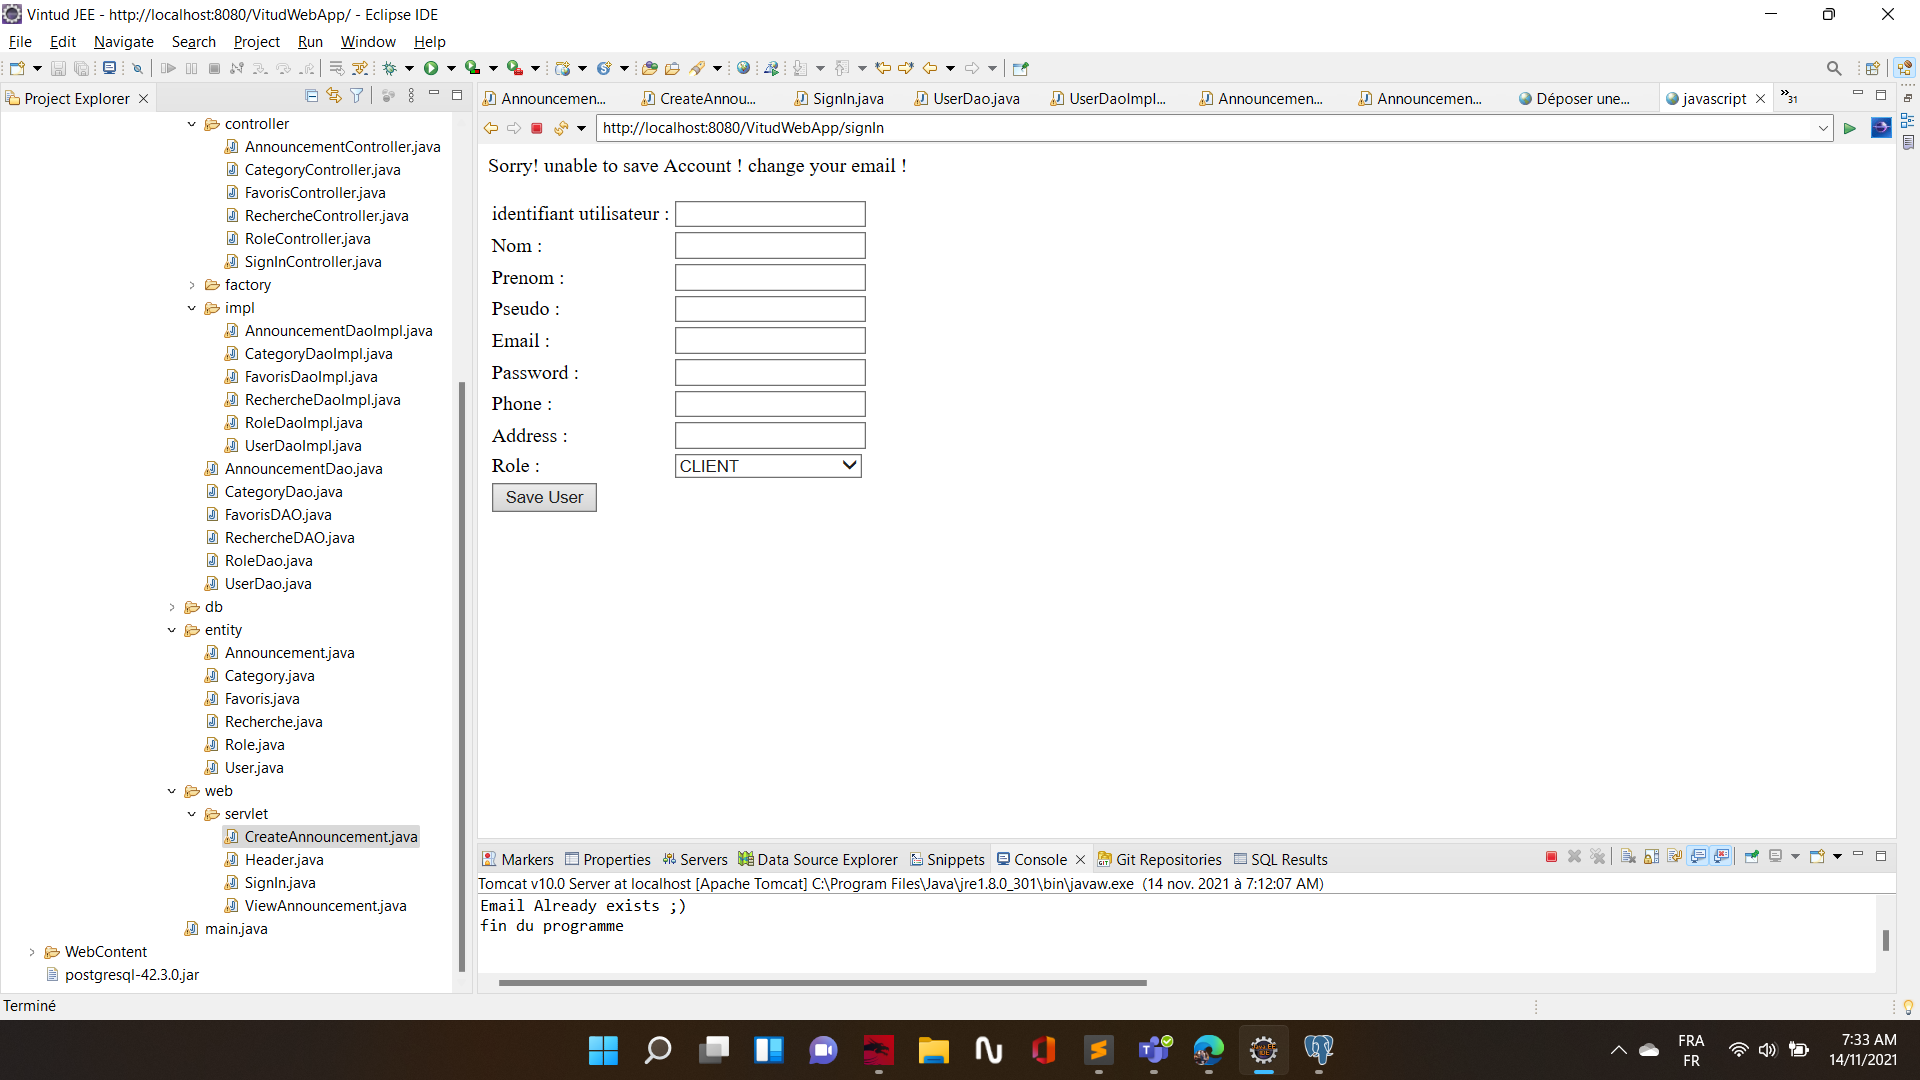 Vintud JEE - http://localhost:8080/VitudWebApp/ - Eclipse IDE
File Edit Navigate Search Project Run Window Help
Project Explorer
controller
AnnouncementController.java
CategoryController.java
FavorisController.java
RechercheController.java
RoleController.java
SignInController.java
factory
impl
AnnouncementDaoImpl.java
CategoryDaoImpl.java
FavorisDaoImpl.java
RechercheDaoImpl.java
RoleDaoImpl.java
UserDaoImpl.java
AnnouncementDao.java
CategoryDao.java
FavorisDAO.java
RechercheDAO.java
RoleDao.java
UserDao.java
db
entity
Announcement.java
Category.java
Favoris.java
Recherche.java
Role.java
User.java
web
servlet
CreateAnnouncement.java
Header.java
SignIn.java
ViewAnnouncement.java
main.java
WebContent
postgresql-42.3.0.jar
Announcemen... CreateAnnou... SignIn.java UserDao.java UserDaoImpl... Announcemen... Announcemen... Déposer une... javascript »31
http://localhost:8080/VitudWebApp/signIn
Sorry! unable to save Account ! change your email !
identifiant utilisateur :
Nom :
Prenom :
Pseudo :
Email :
Password :
Phone :
Address :
Role : CLIENT
Save User
Markers Properties Servers Data Source Explorer Snippets Console Git Repositories SQL Results
Tomcat v10.0 Server at localhost [Apache Tomcat] C:\Program Files\Java\jre1.8.0_301\bin\javaw.exe (14 nov. 2021 à 7:12:07 AM)
Email Already exists ;)
fin du programme
Terminé
FRA
FR
7:33 AM
14/11/2021